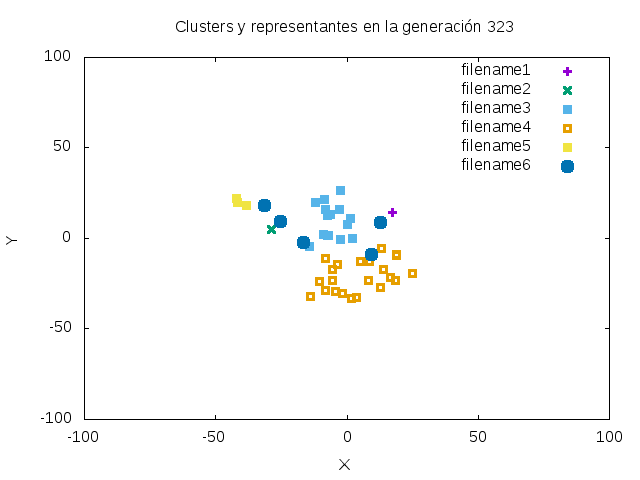 Clusters y representantes en la generación 323
filename1
filename2
filename3
filename4
filename5
filename6
100
50
0
-50
-100
Y
-100 -50 0 50 100
X